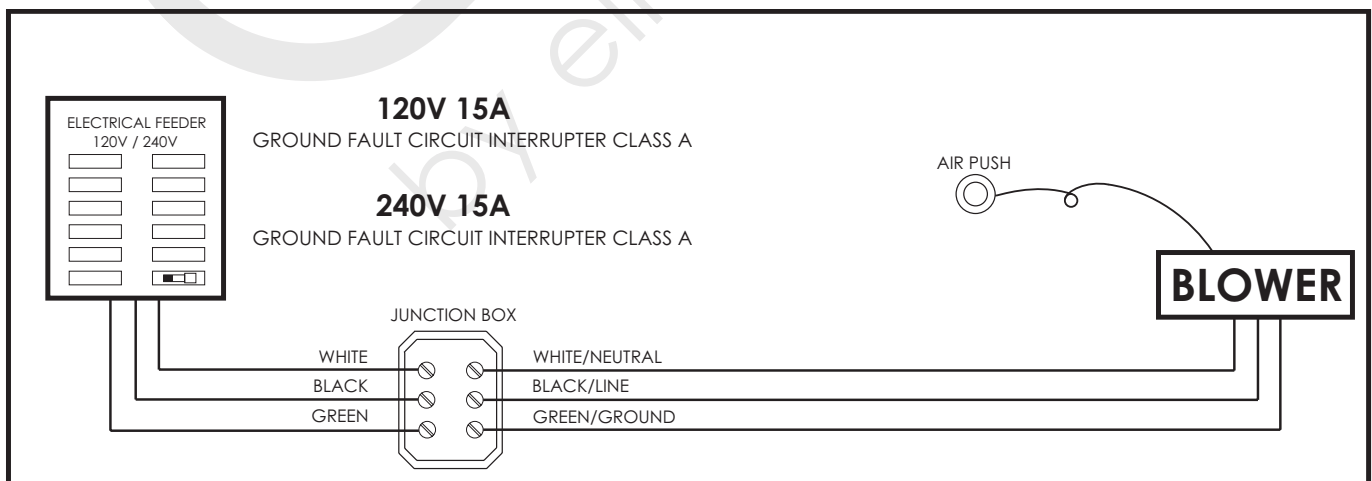 ELECTRICAL FEEDER
120V / 240V
120V 15A
GROUND FAULT CIRCUIT INTERRUPTER CLASS A
240V 15A
GROUND FAULT CIRCUIT INTERRUPTER CLASS A
AIR PUSH
BLOWER
JUNCTION BOX
WHITE
WHITE/NEUTRAL
BLACK
BLACK/LINE
GREEN
GREEN/GROUND
by